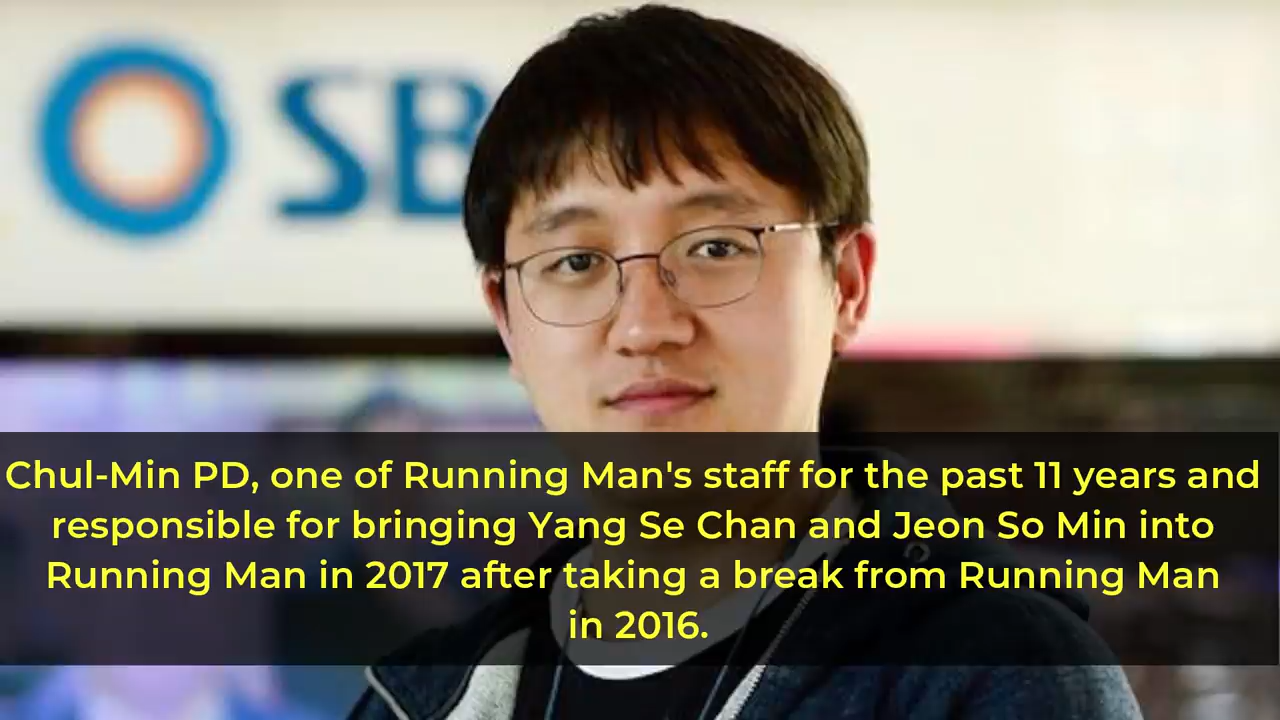 SB
Chul-Min PD, one of Running Man's staff for the past 11 years and
responsible for bringing Yang Se Chan and Jeon So Min into
Running Man in 2017 after taking a break from Running Man
in 2016.